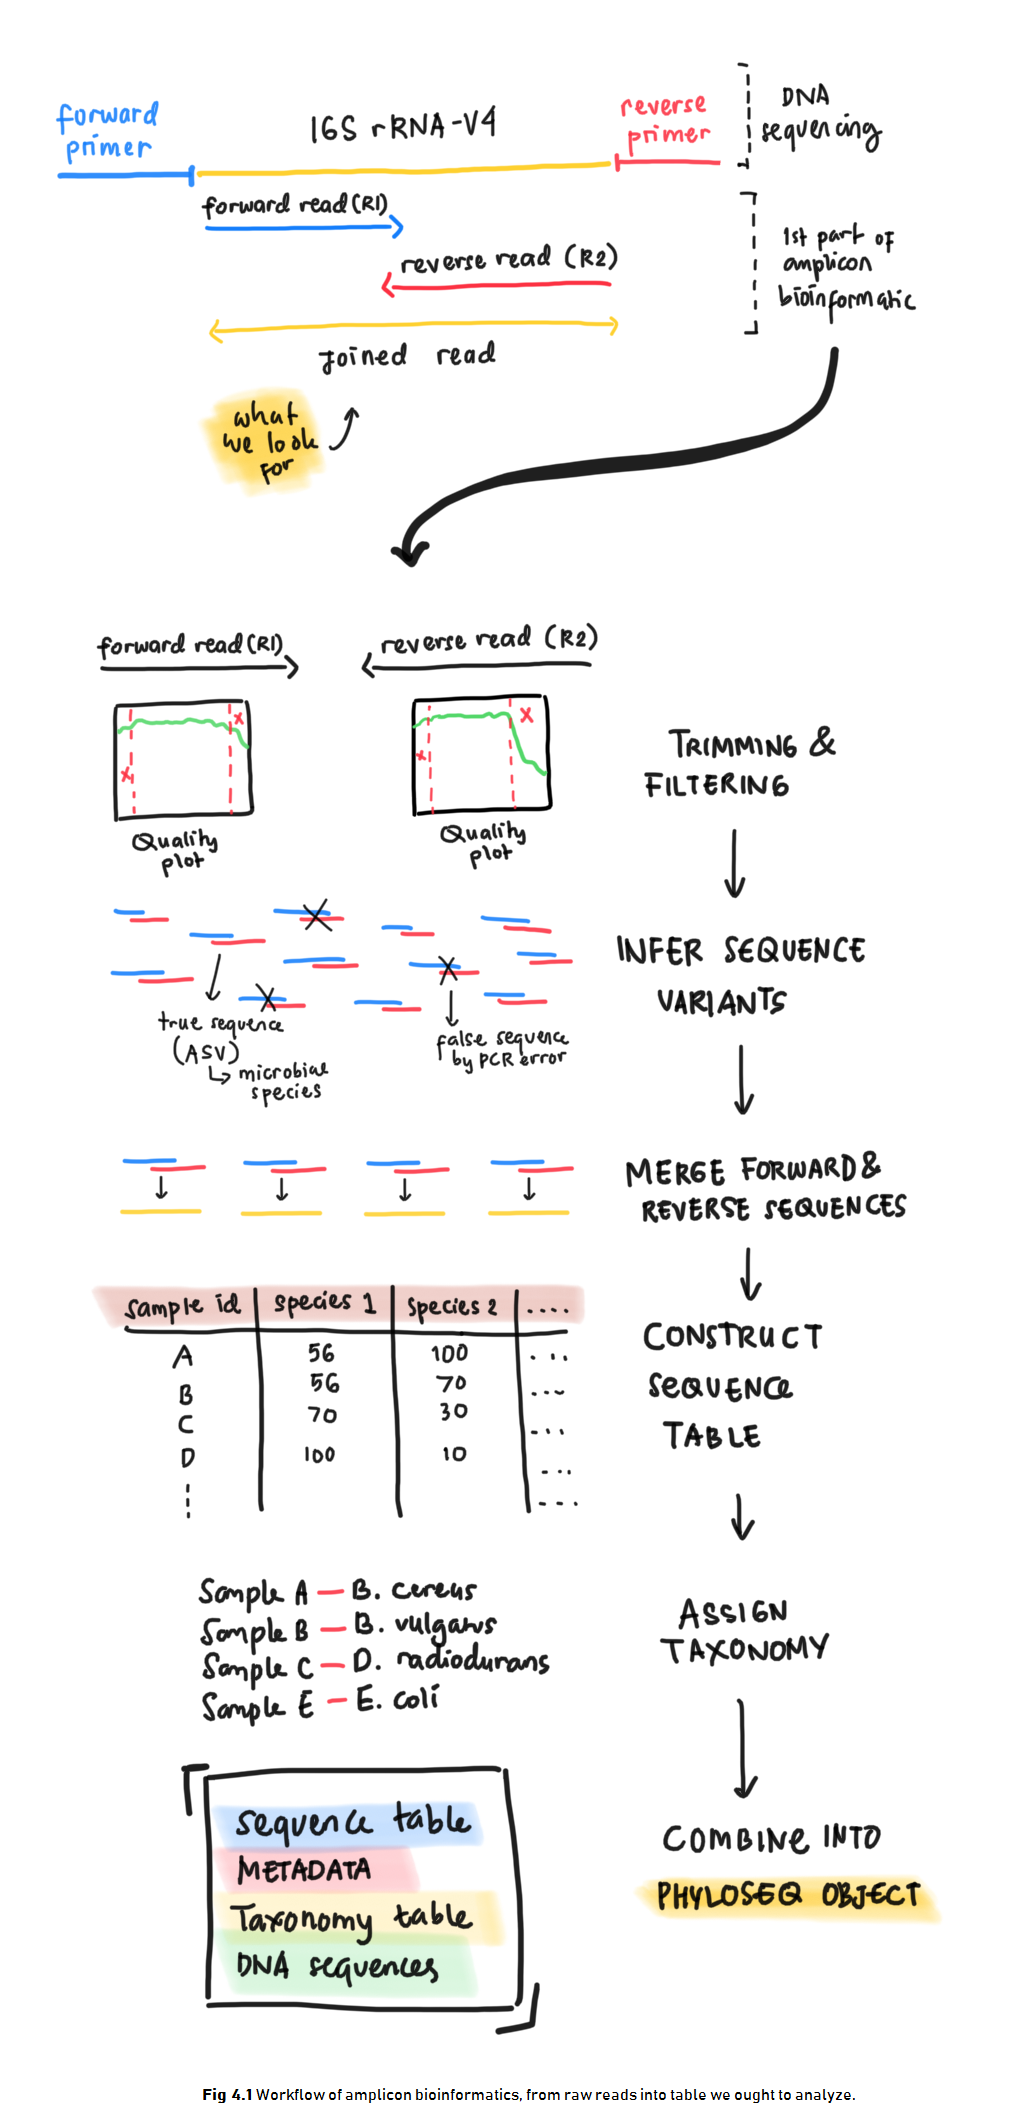 forward
primer
16S rRNA-V4
reverse
primer
DNA
sequencing
forward read (R1)
reverse read (R2)
Joined read
1st part of
amplicon
bioinformatic
what
we look
for
forward read (R1)
reverse read (R2)
x
x
x
x
Quality
plot
Quality
plot
TRIMMING &
FILTERING
true sequence
(ASV)
microbial
species
false sequence
by PCR error
INFER SEQUENCE
VARIANTS
MERGE FORWARD &
REVERSE SEQUENCES
sample id species 1 species 2 ....
A 56 100 ...
B 56 70 ...
C 70 30 ...
D 100 10 ...
...
CONSTRUCT
SEQUENCE
TABLE
Sample A — B. cereus
Sample B — B. vulgatus
Sample C — D. radiodurans
Sample E — E. coli
ASSIGN
TAXONOMY
sequence table
METADATA
Taxonomy table
DNA sequences
COMBINE INTO
PHYLOSEQ OBJECT
Fig 4.1 Workflow of amplicon bioinformatics, from raw reads into table we ought to analyze.